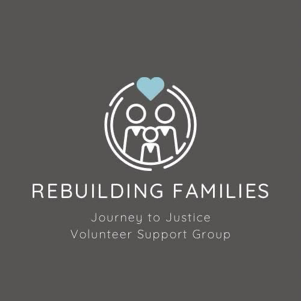 REBUILDING FAMILIES
Journey to Justice
Volunteer Support Group